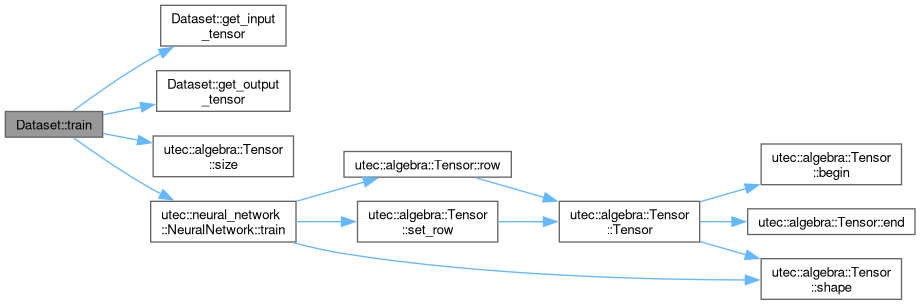 Dataset::train
Dataset::get_input
_tensor
Dataset::get_output
_tensor
utec::algebra::Tensor
::size
utec::neural_network
::NeuralNetwork::train
utec::algebra::Tensor::row
utec::algebra::Tensor
::set_row
utec::algebra::Tensor
::Tensor
utec::algebra::Tensor
::begin
utec::algebra::Tensor::end
utec::algebra::Tensor
::shape